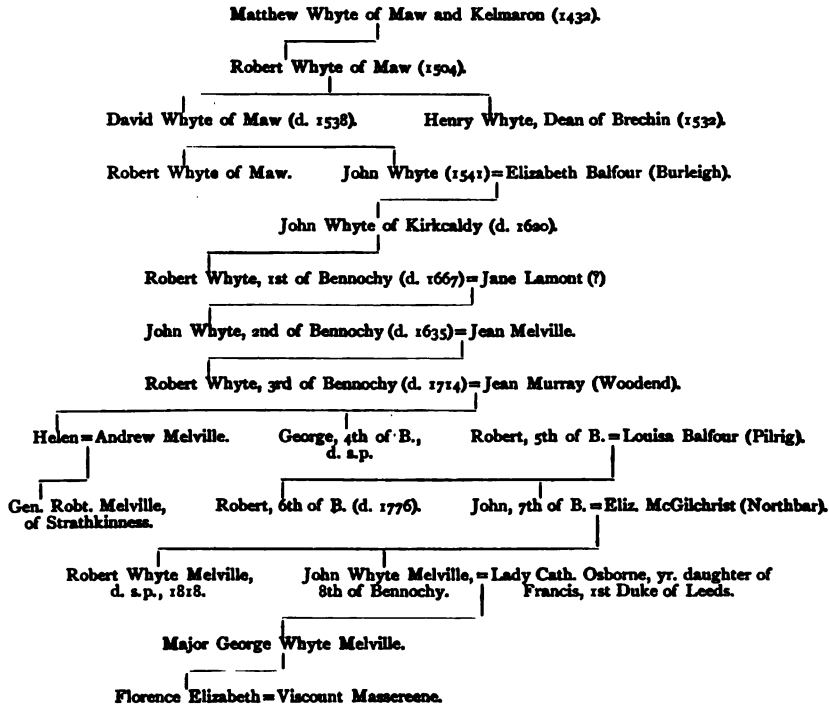 Matthew Whyte of Maw and Kelmaron (1432).
Robert Whyte of Maw (1504).
David Whyte of Maw (d. 1538). Henry Whyte, Dean of Brechin (1532).
Robert Whyte of Maw. John Whyte (1541)=Elizabeth Balfour (Burleigh).
John Whyte of Kirkcaldy (d. 1620).
Robert Whyte, 1st of Bennochy (d. 1667)=Jane Lamont (?)
John Whyte, 2nd of Bennochy (d. 1635)=Jean Melville.
Robert Whyte, 3rd of Bennochy (d. 1714)=Jean Murray (Woodend).
Helen=Andrew Melville. George, 4th of B., Robert, 5th of B.=Louisa Balfour (Pilrig).
d. s.p.
Gen. Robt. Melville, Robert, 6th of B. (d. 1776). John, 7th of B.=Eliz. McGilchrist (Northbar).
of Strathkinness.
Robert Whyte Melville, John Whyte Melville,=Lady Cath. Osborne, yr. daughter of
d. s.p., 1818. 8th of Bennochy. Francis, 1st Duke of Leeds.
Major George Whyte Melville.
Florence Elizabeth=Viscount Massereene.